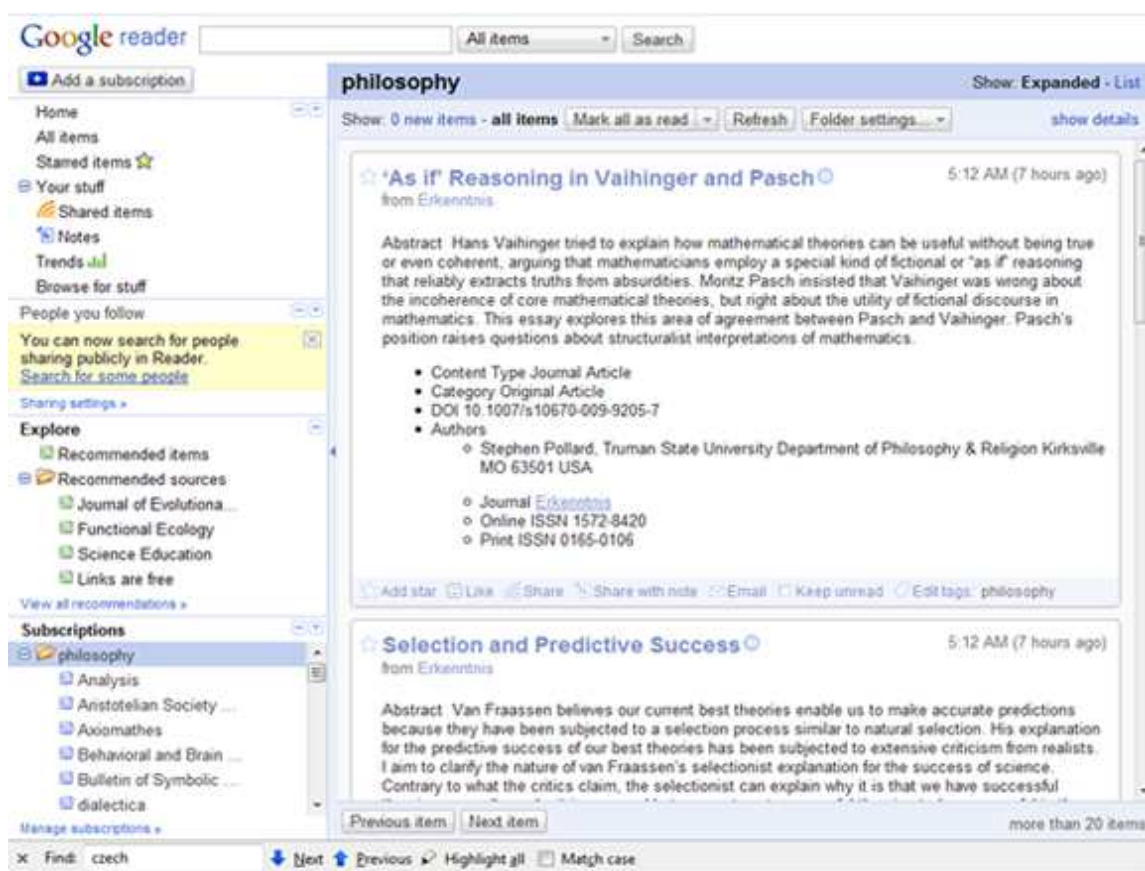 Google reader All items Search
Add a subscription
Home
All items
Starred items
Your stuff
Shared items
Notes
Trends
Browse for stuff
People you follow
You can now search for people
sharing publicly in Reader.
Search for some people
Sharing settings »
Explore
Recommended items
Recommended sources
Journal of Evolutiona...
Functional Ecology
Science Education
Links are free
View all recommendations »
Subscriptions
philosophy
Analysis
Aristotelian Society ...
Axiomathes
Behavioral and Brain ...
Bulletin of Symbolic ...
dialectica
Manage subscriptions »
philosophy Show: Expanded - List
Show: 0 new items - all items Mark all as read Refresh Folder settings... show details
'As if' Reasoning in Vaihinger and Pasch 5:12 AM (7 hours ago)
from Erkenntnis
Abstract Hans Vaihinger tried to explain how mathematical theories can be useful without being true
or even coherent, arguing that mathematicians employ a special kind of fictional or "as if" reasoning
that reliably extracts truths from absurdities. Moritz Pasch insisted that Vaihinger was wrong about
the incoherence of core mathematical theories, but right about the utility of fictional discourse in
mathematics. This essay explores this area of agreement between Pasch and Vaihinger. Pasch's
position raises questions about structuralist interpretations of mathematics.
Content Type Journal Article
Category Original Article
DOI 10.1007/s10670-009-9205-7
Authors
Stephen Pollard, Truman State University Department of Philosophy & Religion Kirksville
MO 63501 USA
Journal Erkenntnis
Online ISSN 1572-8420
Print ISSN 0165-0106
Add star Like Share Share with note Email Keep unread Edit tags: philosophy
Selection and Predictive Success 5:12 AM (7 hours ago)
from Erkenntnis
Abstract Van Fraassen believes our current best theories enable us to make accurate predictions
because they have been subjected to a selection process similar to natural selection. His explanation
for the predictive success of our best theories has been subjected to extensive criticism from realists.
I aim to clarify the nature of van Fraassen's selectionist explanation for the success of science.
Contrary to what the critics claim, the selectionist can explain why it is that we have successful
Previous item Next item more than 20 items
× Find: czech Next Previous Highlight all Match case